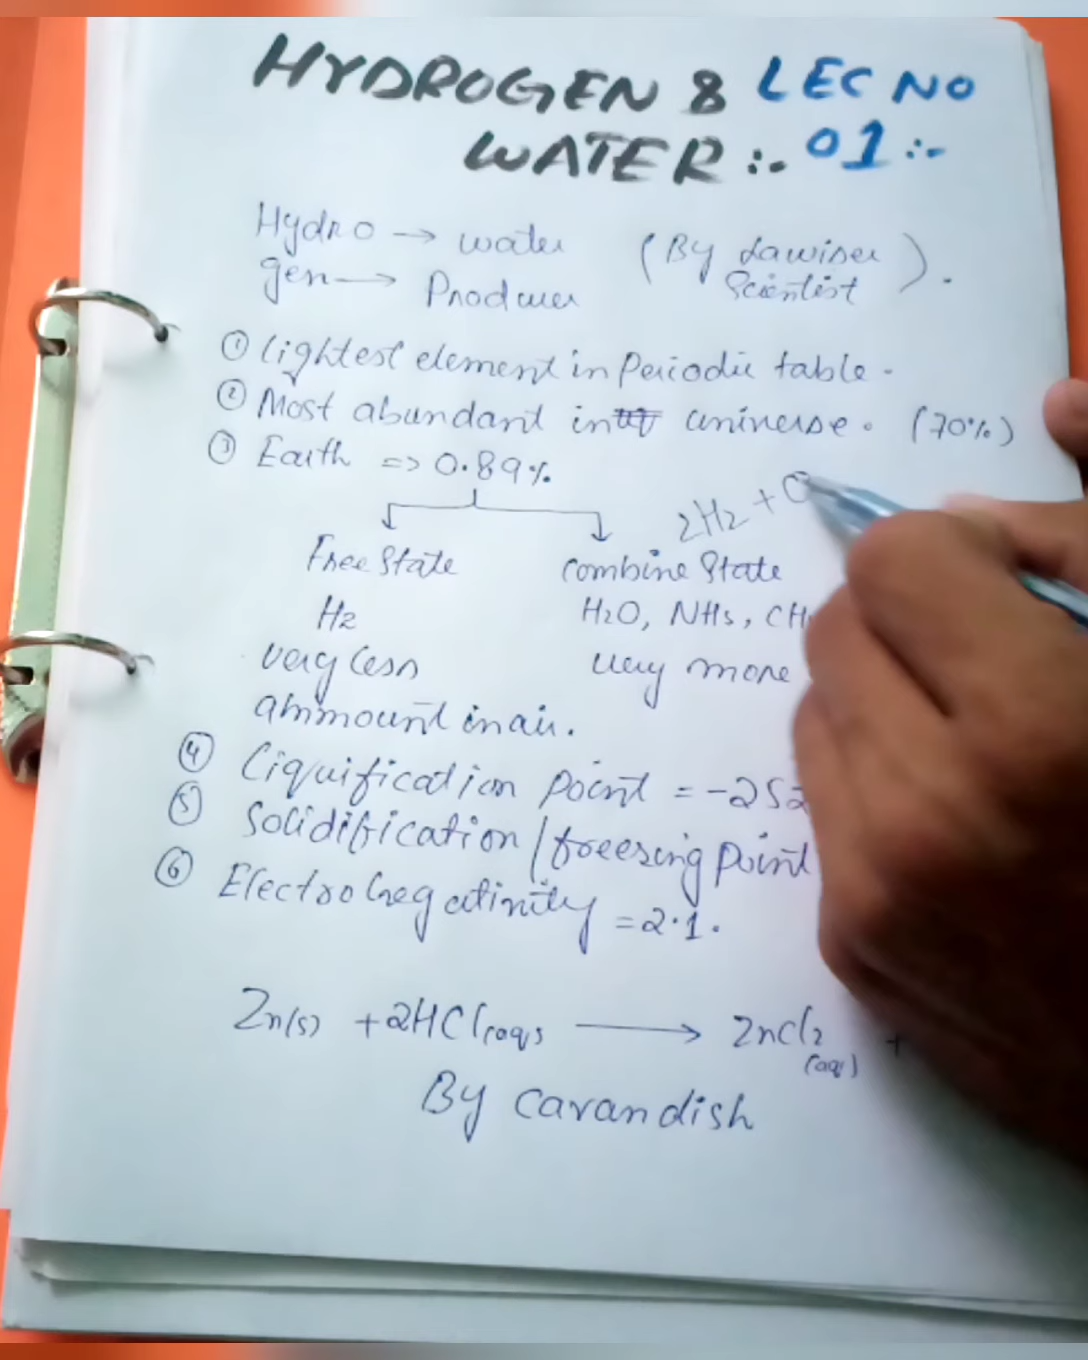 HYDROGEN & LEC NO
WATER :- 01 :-
Hydro → water (By Lawiser
gen → Producer Scientist).
① lightest element in Periodic table.
② Most abundant in universe. (70%)
③ Earth => 0.89%
2H2 + O
Free State combine State
H2 H2O, NH3, CH
very less very more
ammount in air.
④ Liquification Point = -252
⑤ Solidification / freezing Point
⑥ Electronegativity = 2.1.
Zn(s) + 2HCl(aq) → ZnCl2(aq) +
By Cavandish